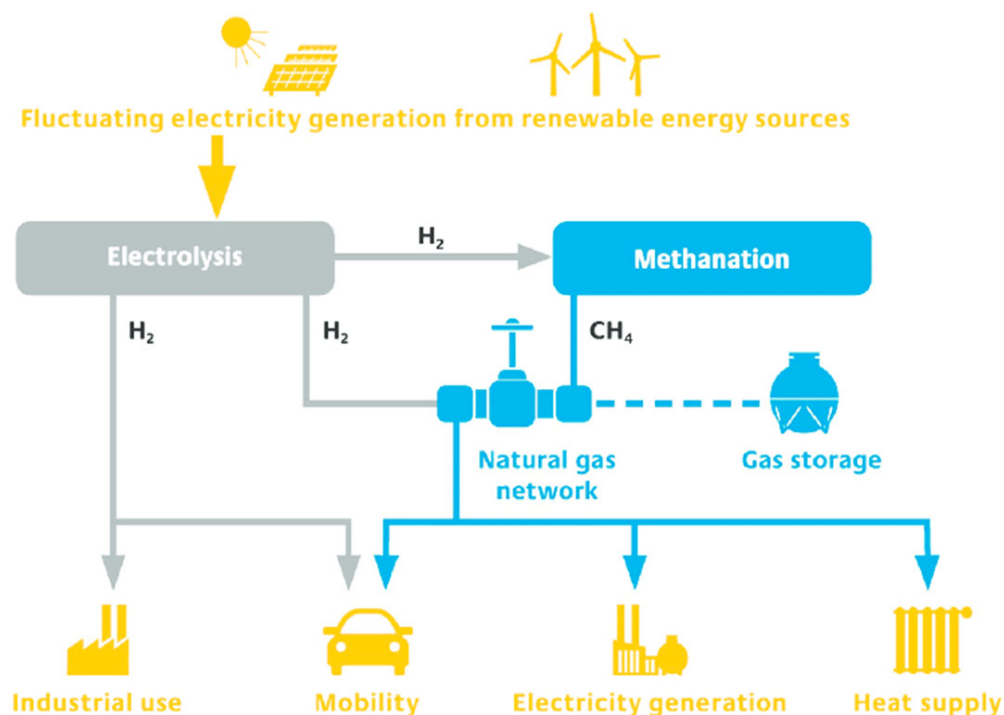 Fluctuating electricity generation from renewable energy sources
Electrolysis
H₂
Methanation
H₂
H₂
CH₄
Natural gas
network
Gas storage
Industrial use
Mobility
Electricity generation
Heat supply